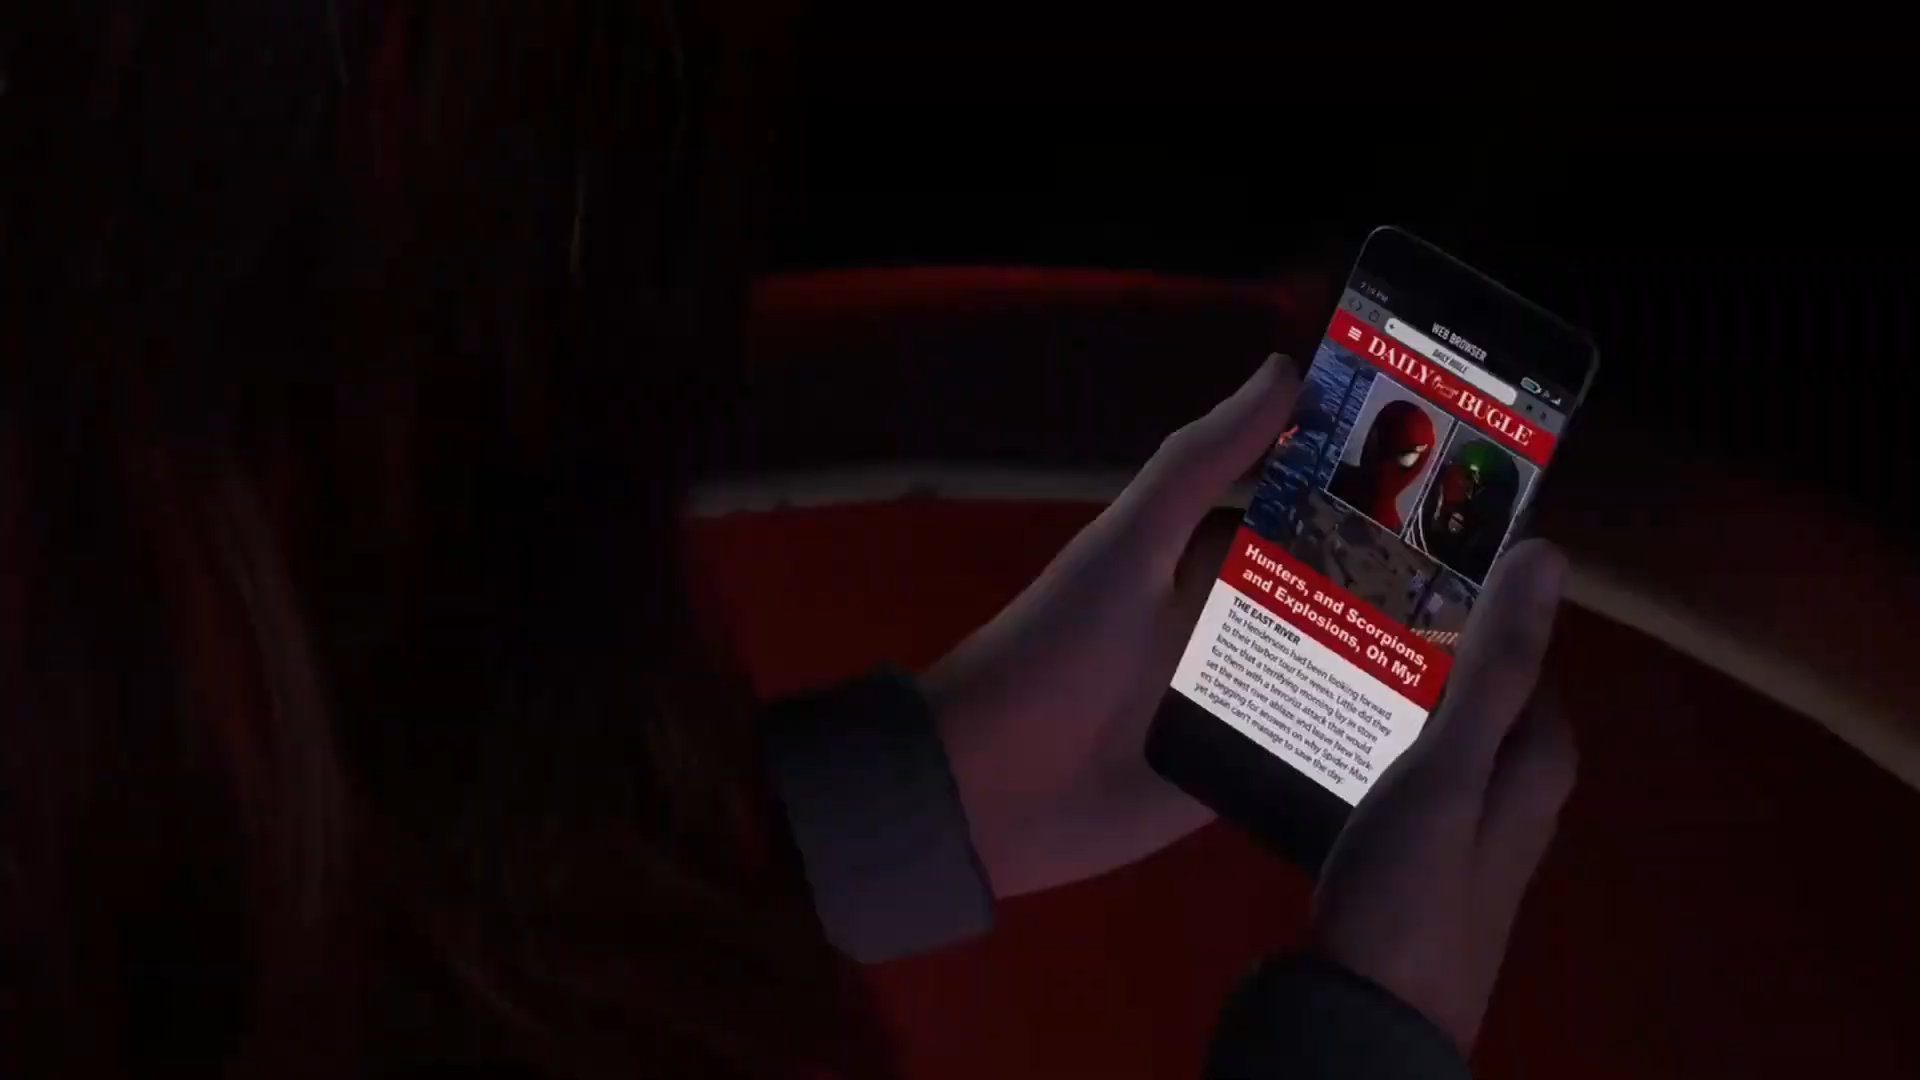 7:19 PM
WEB BROWSER
DAILY BUGLE
DAILY BUGLE
Hunters, and Scorpions,
and Explosions, Oh My!
THE EAST RIVER
The Hendersons had been looking forward
to their harbor tour for weeks. Little did they
know that a terrifying morning lay in store
for them with a terrorist attack that would
set the east river ablaze and leave New York-
ers begging for answers on why Spider-Man
yet again can't manage to save the day.